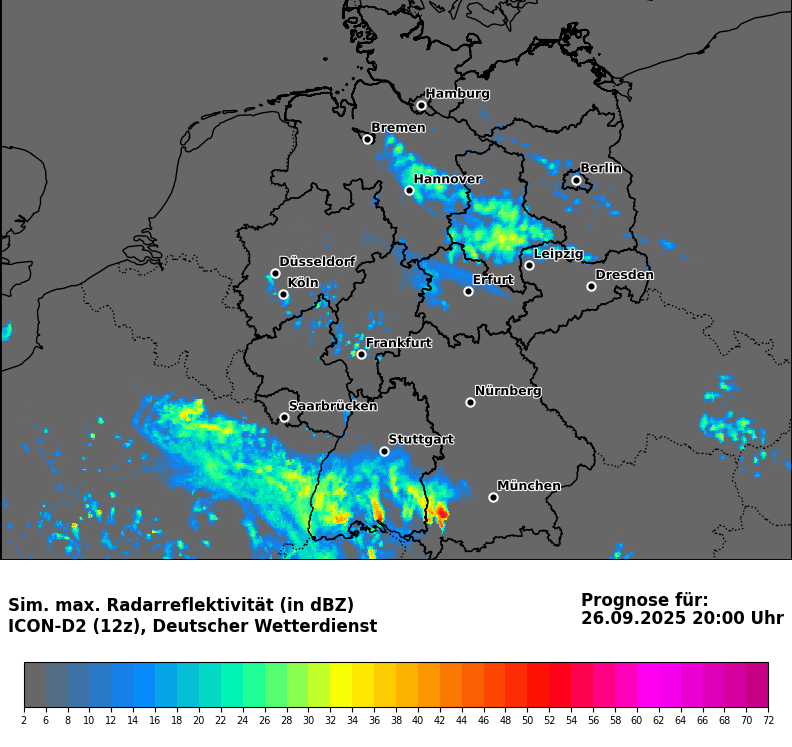 Hamburg
Bremen
Hannover
Berlin
Leipzig
Düsseldorf
Köln
Erfurt
Dresden
Frankfurt
Nürnberg
Saarbrücken
Stuttgart
München
Sim. max. Radarreflektivität (in dBZ)
ICON-D2 (12z), Deutscher Wetterdienst
Prognose für:
26.09.2025 20:00 Uhr
2 6 8 10 12 14 16 18 20 22 24 26 28 30 32 34 36 38 40 42 44 46 48 50 52 54 56 58 60 62 64 66 68 70 72